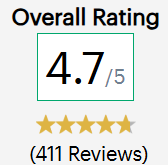 Overall Rating
4.7/5
(411 Reviews)